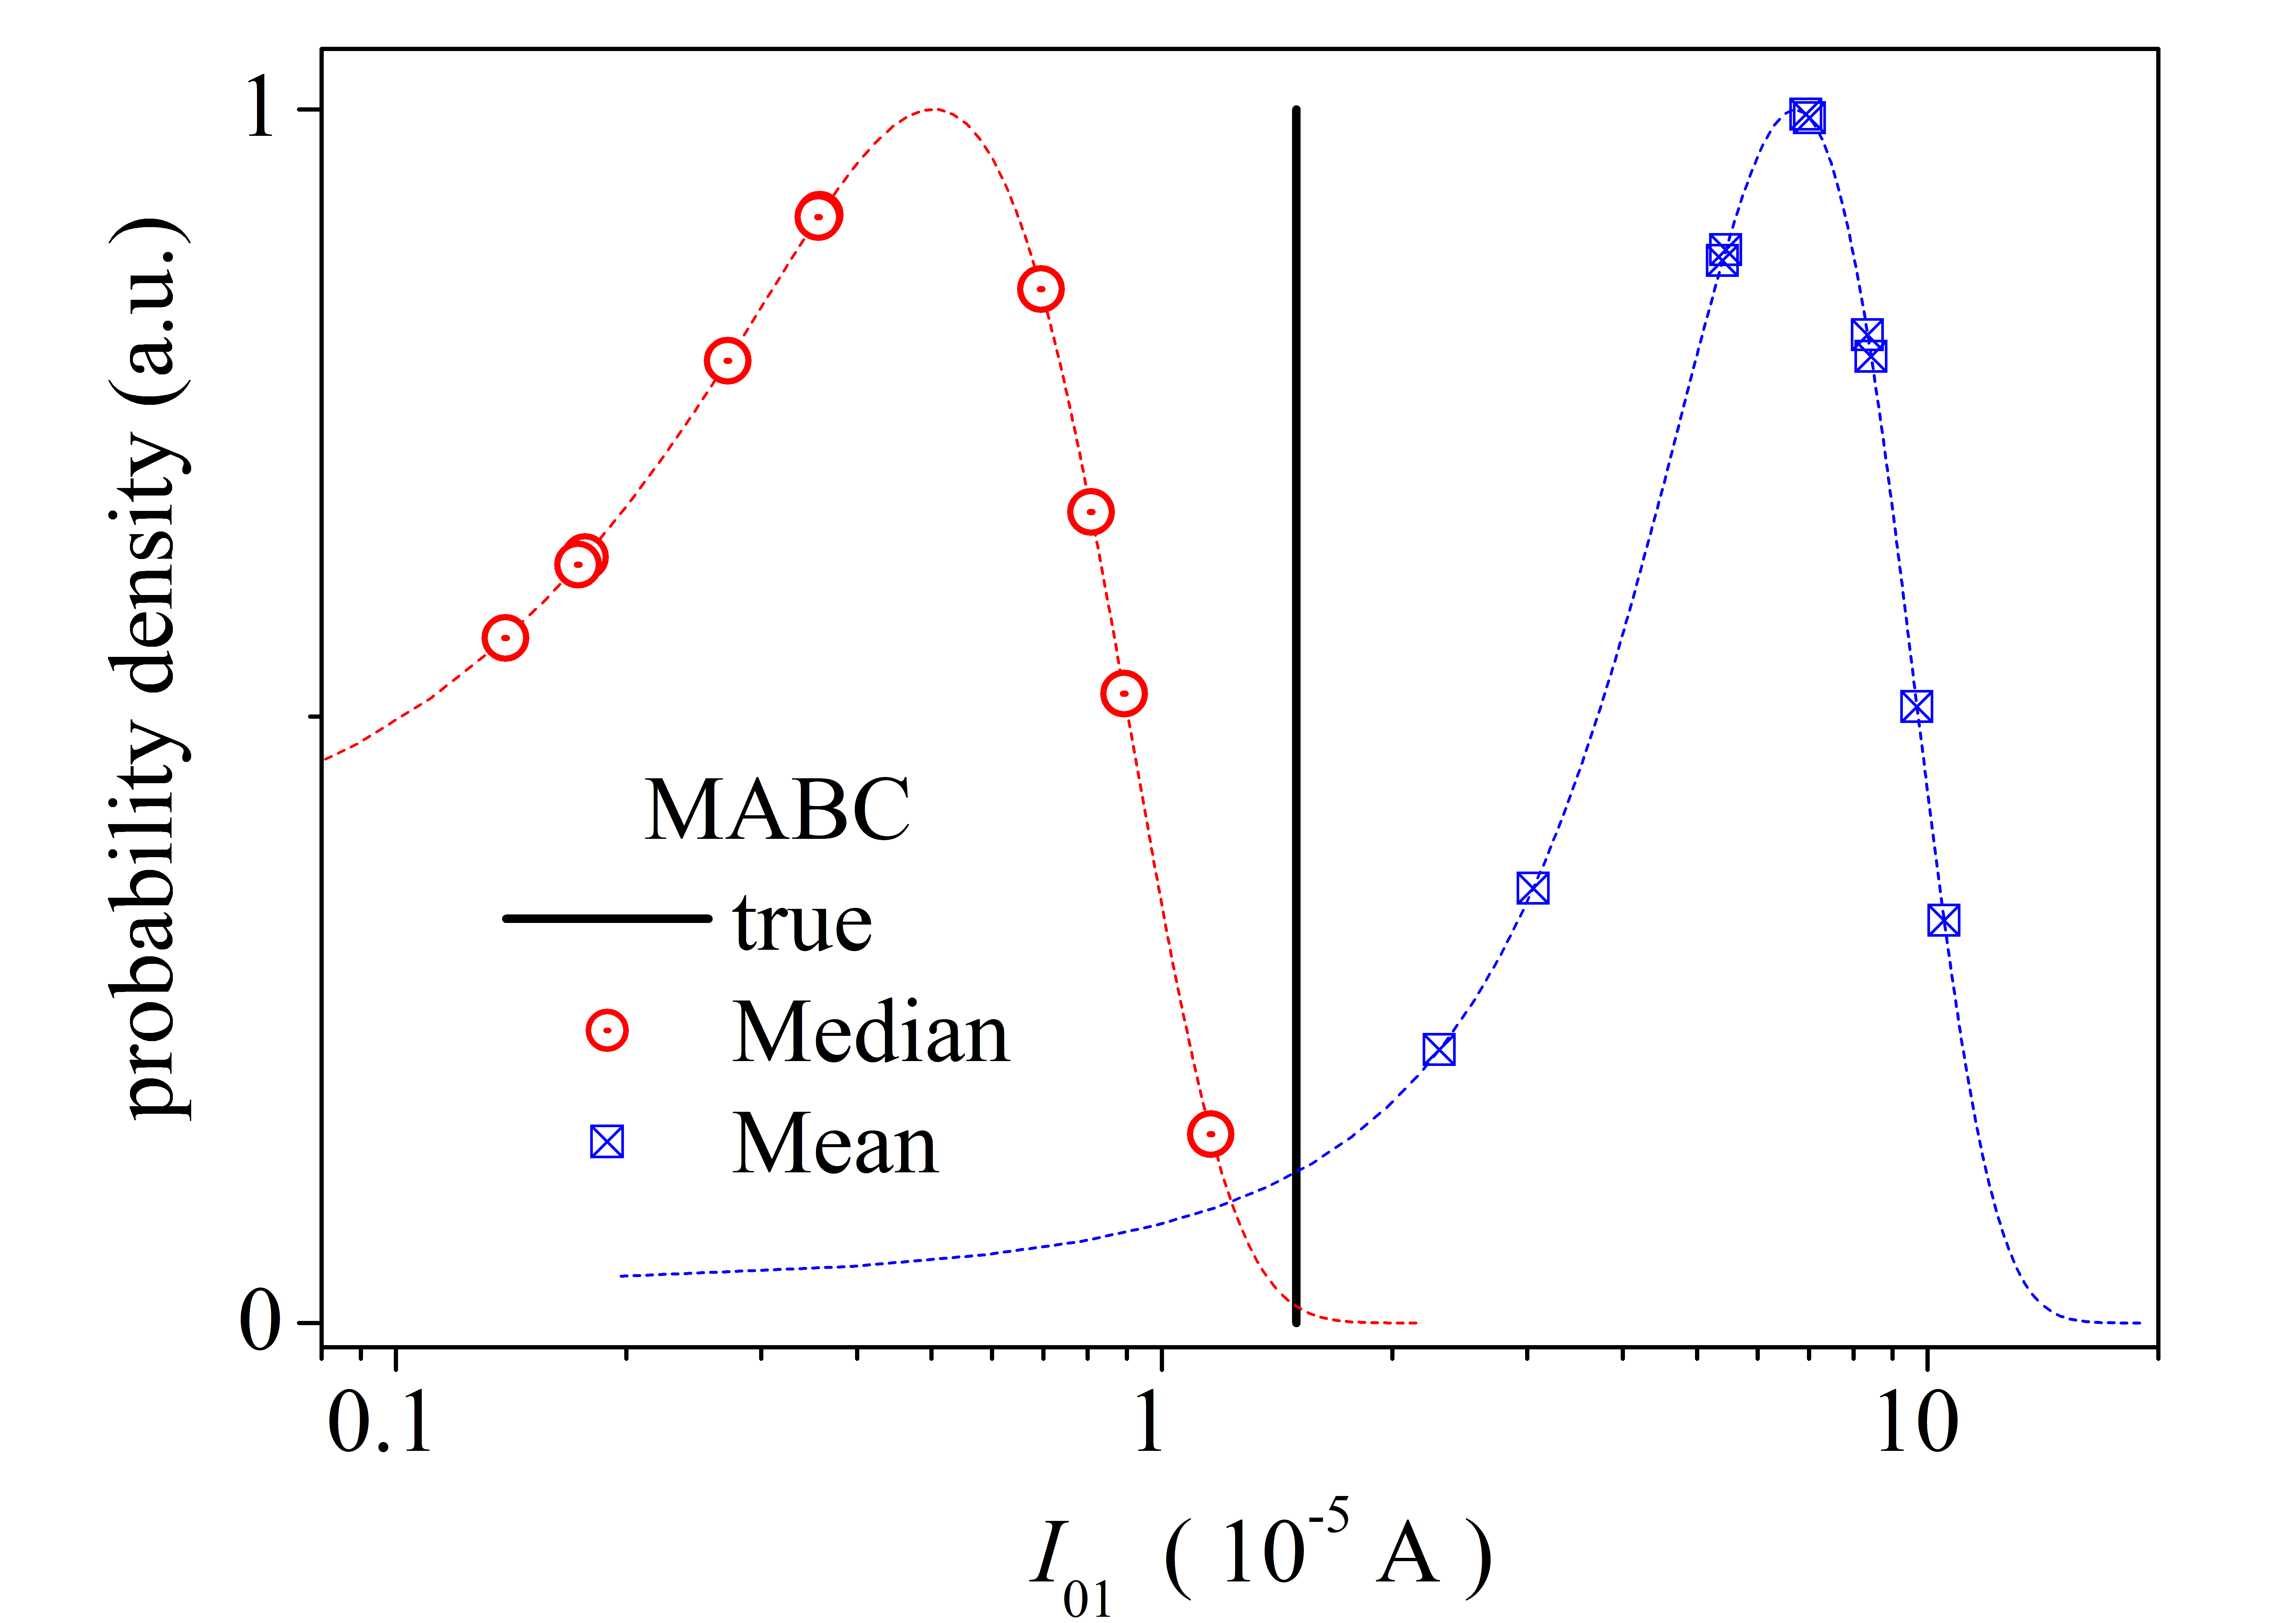 probability density (a.u.)
1
0
MABC
true
Median
Mean
0.1
1
10
I01 ( 10-5 A )